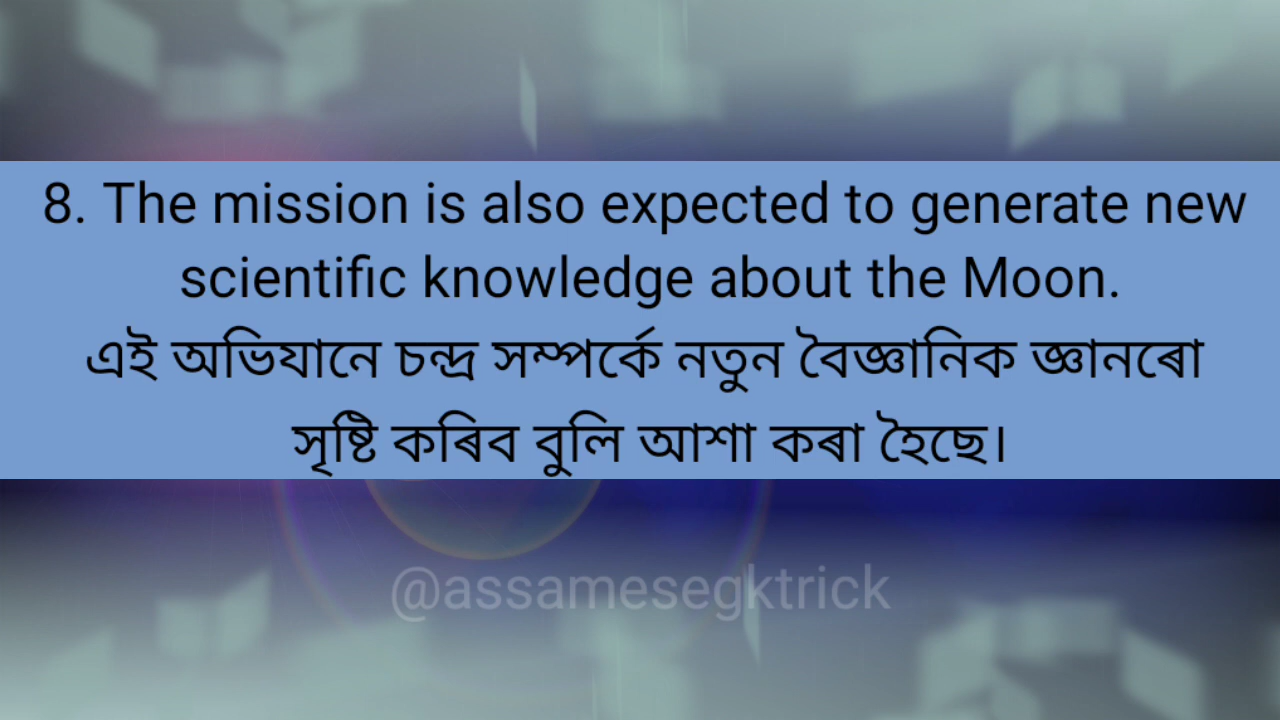 8. The mission is also expected to generate new
scientific knowledge about the Moon.
এই অভিযানে চন্দ্ৰ সম্পৰ্কে নতুন বৈজ্ঞানিক জ্ঞানৰো
সৃষ্টি কৰিব বুলি আশা কৰা হৈছে।
@assamesegktrick